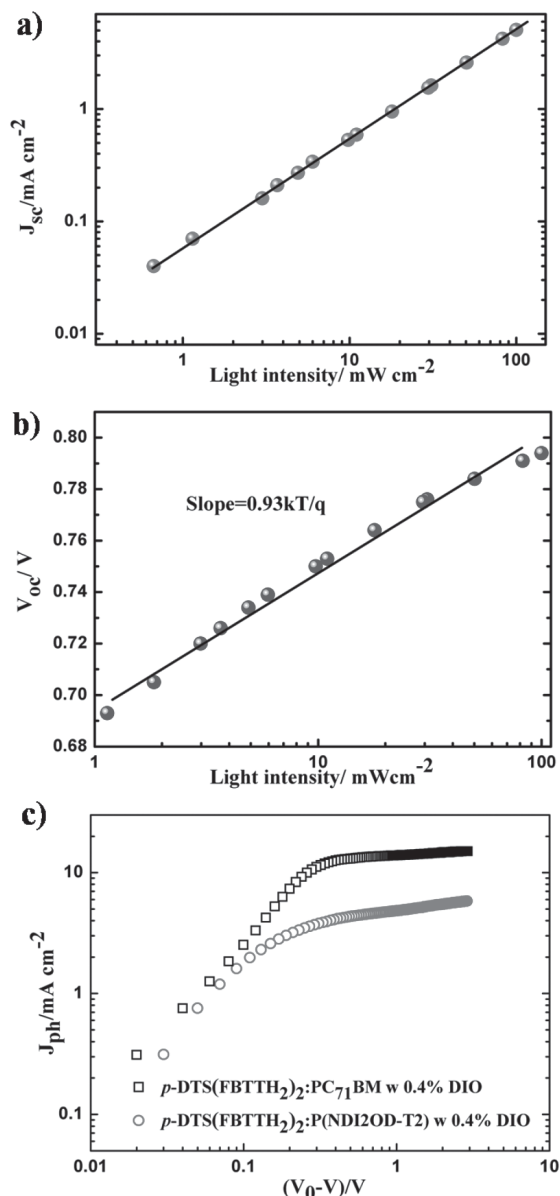 a)
1
0.1
0.01
J_sc/mA cm^-2
1 10 100
Light intensity/ mW cm^-2
b)
0.80
0.78
0.76
0.74
0.72
0.70
0.68
V_oc/ V
Slope=0.93kT/q
1 10 100
Light intensity/ mWcm^-2
c)
10
1
0.1
J_ph/mA cm^-2
p-DTS(FBTTH_2)_2:PC_71BM w 0.4% DIO
p-DTS(FBTTH_2)_2:P(NDI2OD-T2) w 0.4% DIO
0.01 0.1 1 10
(V_0-V)/V